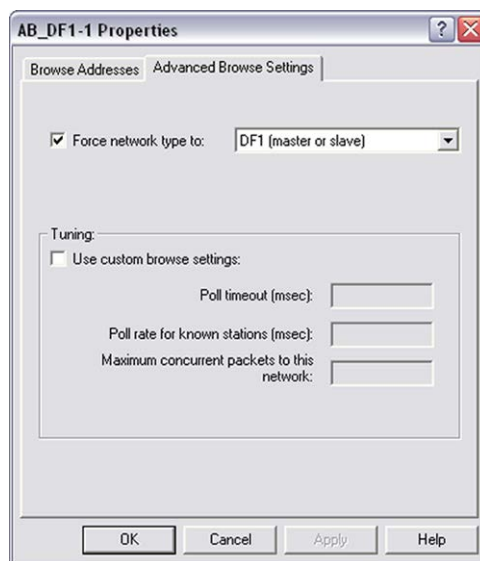 AB_DF1-1 Properties
Browse Addresses
Advanced Browse Settings
Force network type to:
DF1 (master or slave)
Tuning:
Use custom browse settings:
Poll timeout (msec):
Poll rate for known stations (msec):
Maximum concurrent packets to this
network:
OK
Cancel
Apply
Help